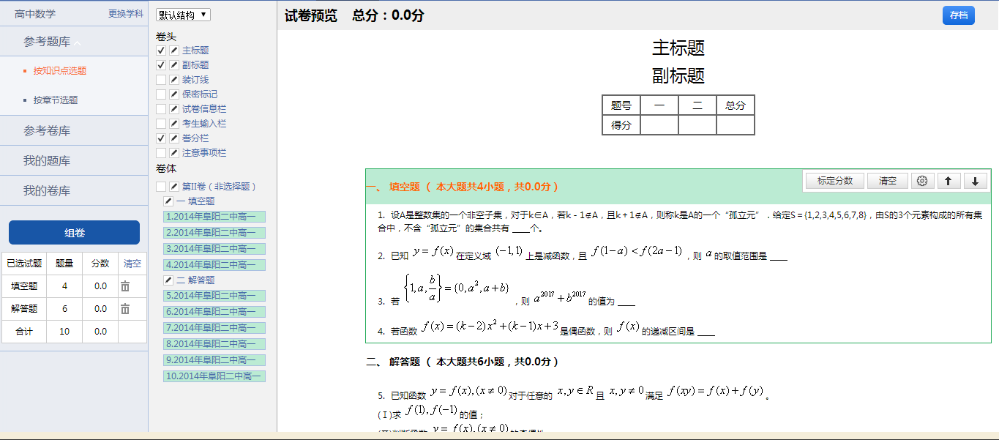 高中数学 更换学科
参考题库
按知识点选题
按章节选题
参考卷库
我的题库
我的卷库
组卷
已选试题 题量 分数 清空
填空题 4 0.0
解答题 6 0.0
合计 10 0.0
默认结构
卷头
主标题
副标题
装订线
保密标记
试卷信息栏
考生输入栏
誊分栏
注意事项栏
卷体
第II卷（非选择题）
一 填空题
1.2014年阜阳二中高一
2.2014年阜阳二中高一
3.2014年阜阳二中高一
4.2014年阜阳二中高一
二 解答题
5.2014年阜阳二中高一
6.2014年阜阳二中高一
7.2014年阜阳二中高一
8.2014年阜阳二中高一
9.2014年阜阳二中高一
10.2014年阜阳二中高一
试卷预览 总分：0.0分 存档
主标题
副标题
题号 一 二 总分
得分
标定分数 清空
一、 填空题（ 本大题共4小题，共0.0分 ）
1. 设A是整数集的一个非空子集，对于k∈A，若k﹣1∉A，且k+1∉A，则称k是A的一个“孤立元”．给定S={1,2,3,4,5,6,7,8}，由S的3个元素构成的所有集
合中，不含“孤立元”的集合共有 ____个。
2. 已知 y=f(x) 在定义域 (-1,1) 上是减函数，且 f(1-a)<f(2a-1) ，则 a 的取值范围是 ____
3. 若 {1,a,b/a}={0,a²,a+b} ，则 a²⁰¹⁷+b²⁰¹⁷ 的值为 ____
4. 若函数 f(x)=(k-2)x²+(k-1)x+3 是偶函数，则 f(x) 的递减区间是 ____
二、 解答题（ 本大题共6小题，共0.0分 ）
5. 已知函数 y=f(x),(x≠0) 对于任意的 x,y∈R 且 x,y≠0 满足 f(xy)=f(x)+f(y) 。
(Ⅰ)求 f(1),f(-1) 的值；
y=f(x),(x≠0)